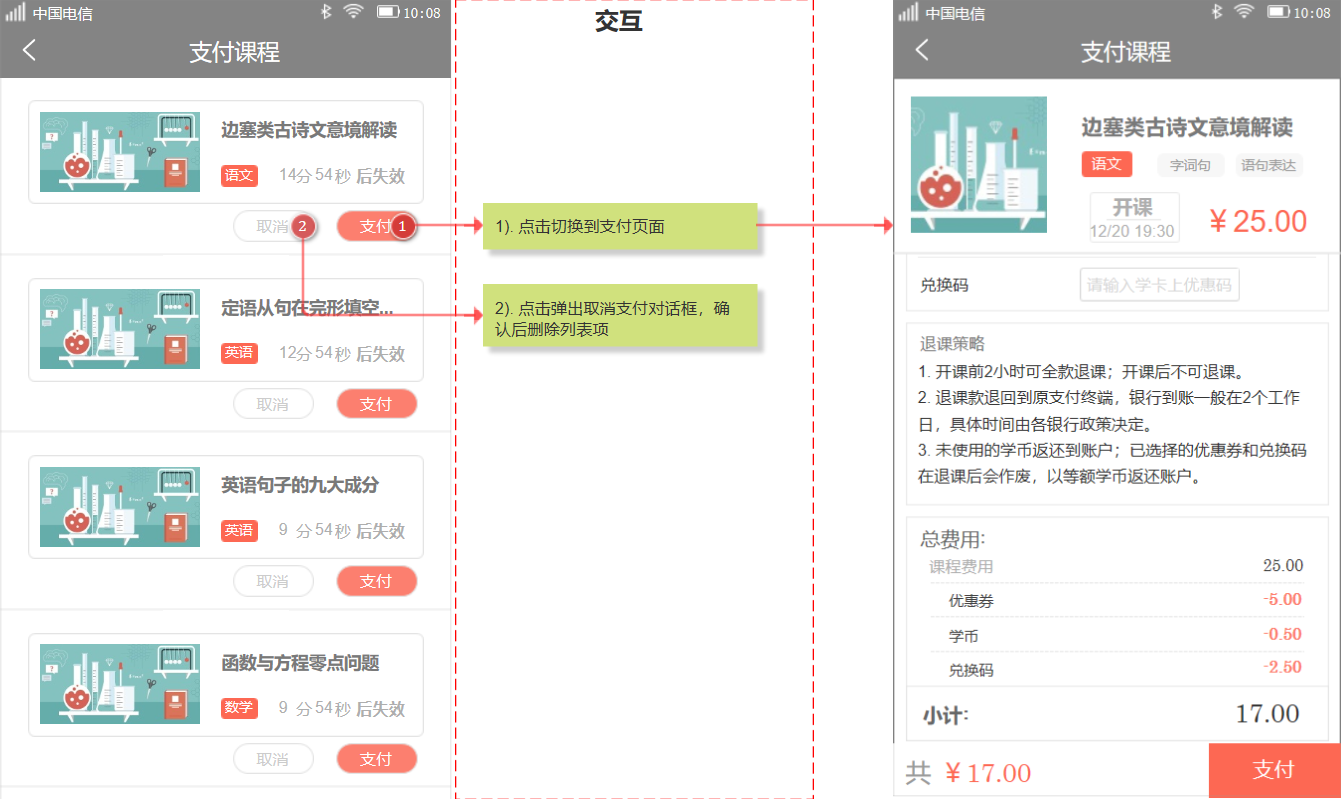 中国电信
10:08
支付课程
边塞类古诗文意境解读
语文 14分54秒 后失效
取消 2 支付 1
定语从句在完形填空...
英语 12分54秒 后失效
取消 支付
英语句子的九大成分
英语 9 分54秒 后失效
取消 支付
函数与方程零点问题
数学 9 分54秒 后失效
取消 支付
交互
1). 点击切换到支付页面
2). 点击弹出取消支付对话框，确
认后删除列表项
中国电信
10:08
支付课程
边塞类古诗文意境解读
语文 字词句 语句表达
开课
12/20 19:30
￥25.00
兑换码 请输入学卡上优惠码
退课策略
1. 开课前2小时可全款退课；开课后不可退课。
2. 退课款退回到原支付终端，银行到账一般在2个工作
日，具体时间由各银行政策决定。
3. 未使用的学币返还到账户；已选择的优惠券和兑换码
在退课后会作废，以等额学币返还账户。
总费用:
课程费用 25.00
优惠券 -5.00
学币 -0.50
兑换码 -2.50
小计: 17.00
共 ￥17.00 支付